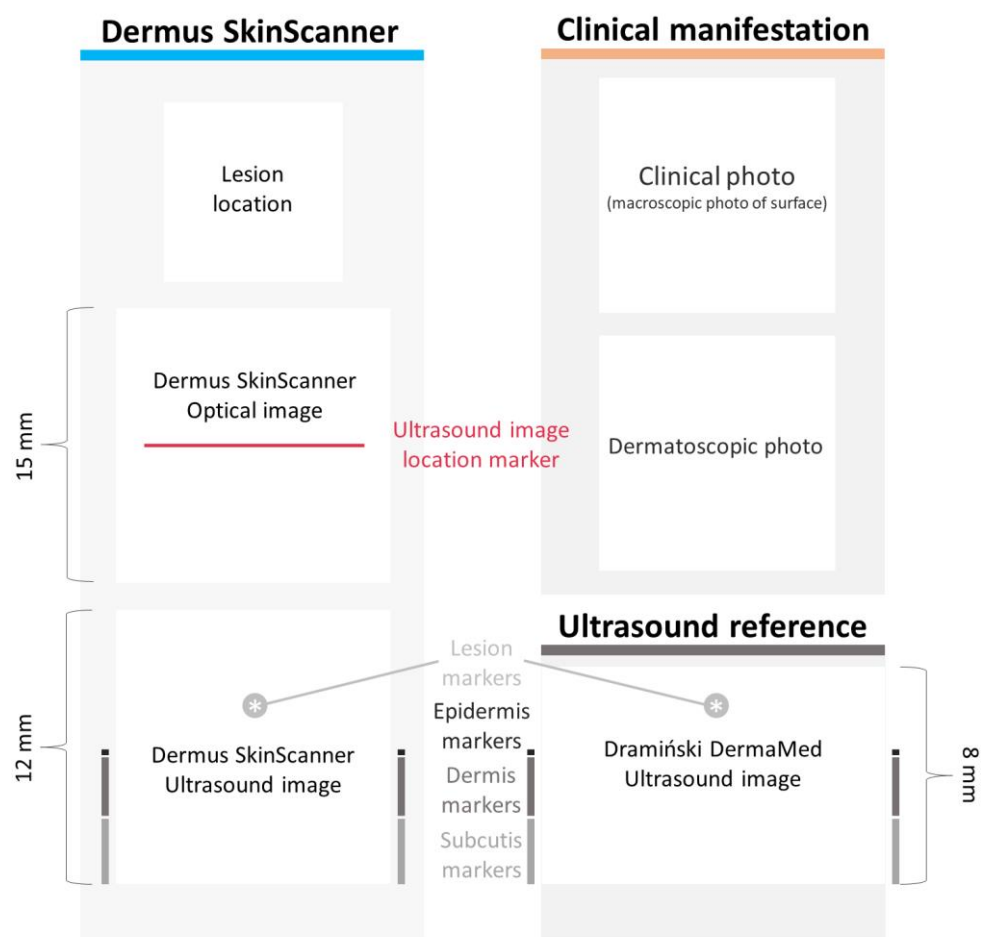 Dermus SkinScanner
Lesion
location
15 mm
Dermus SkinScanner
Optical image
Ultrasound image
location marker
12 mm
Dermus SkinScanner
Ultrasound image
Lesion
markers
Epidermis
markers
Dermis
markers
Subcutis
markers
Clinical manifestation
Clinical photo
(macroscopic photo of surface)
Dermatoscopic photo
Ultrasound reference
Dramiński DermaMed
Ultrasound image
8 mm
*
*